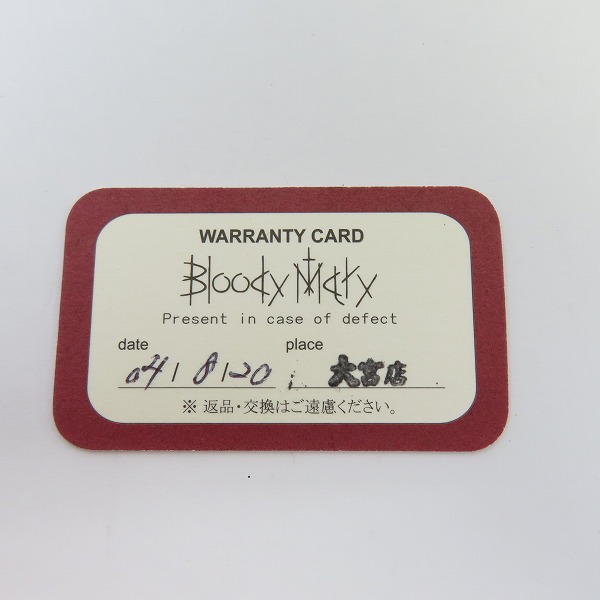 WARRANTY CARD
Bloody Mary
Present in case of defect
date place
04/8/20 大宮店
※ 返品・交換はご遠慮ください。